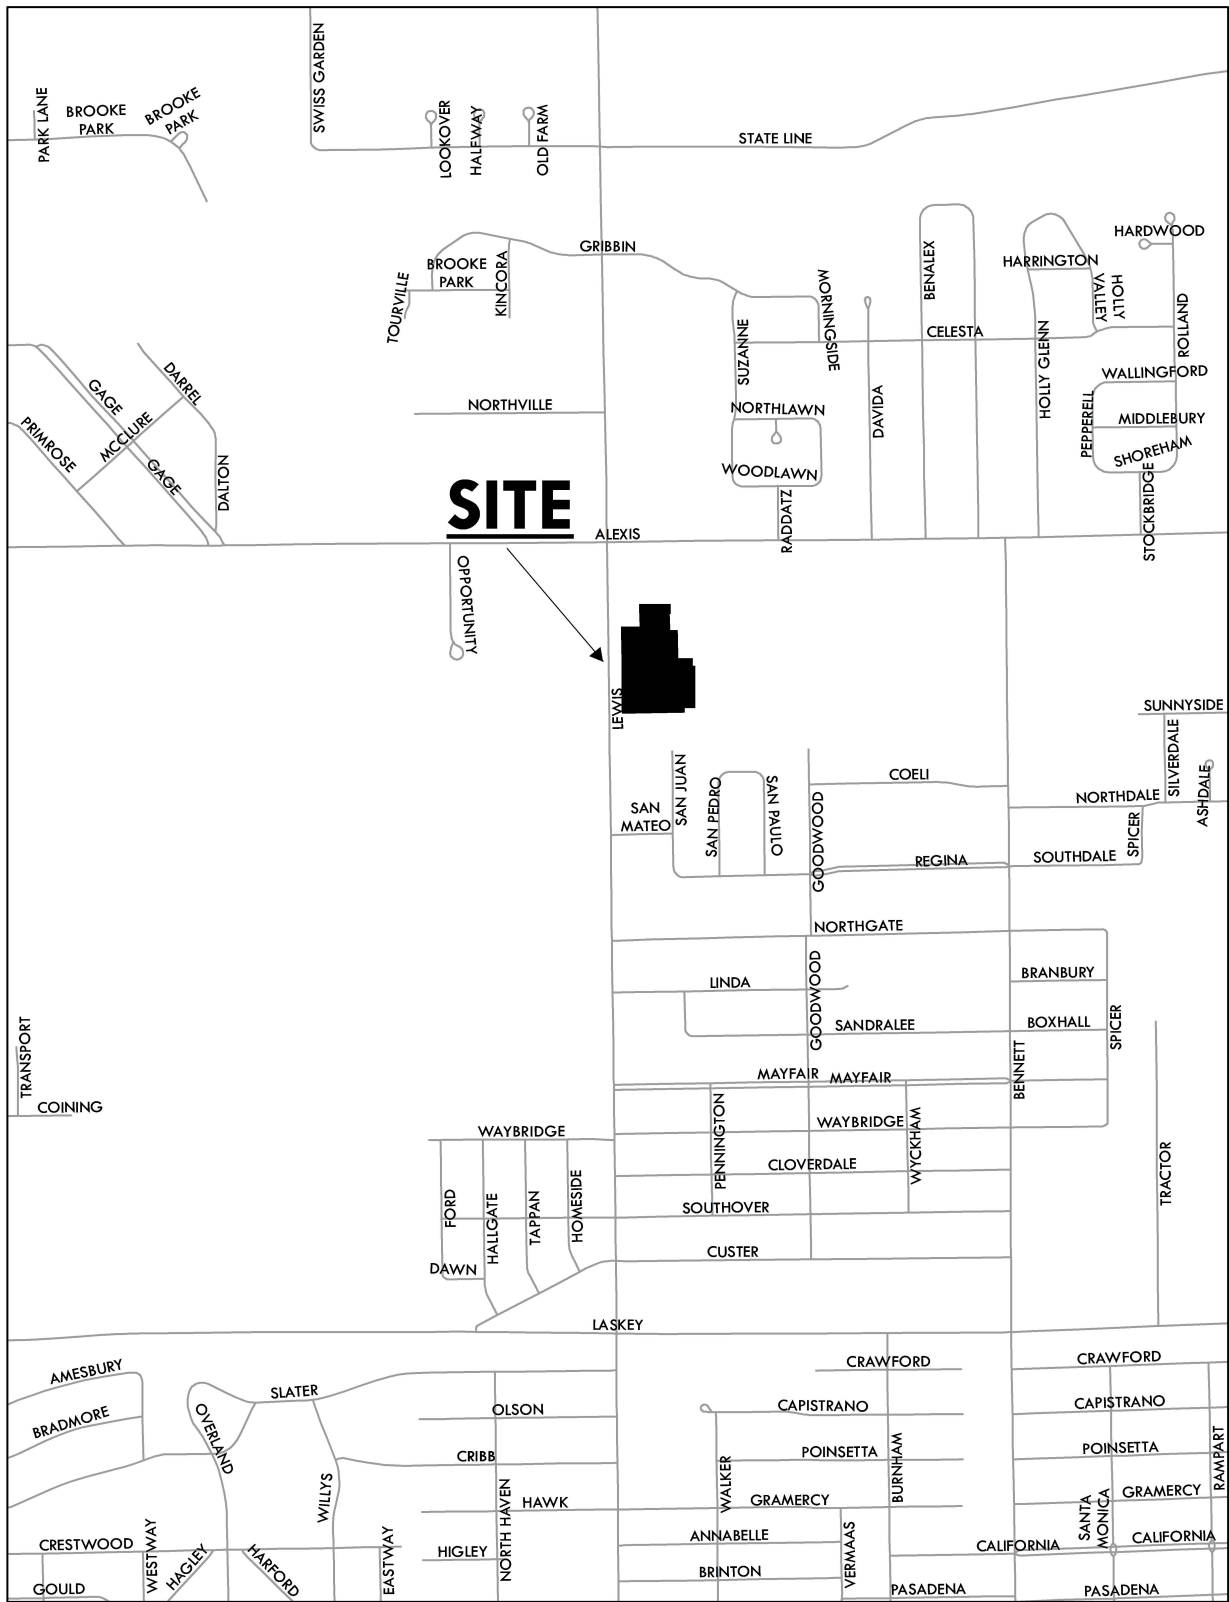 SWISS GARDEN
PARK LANE
BROOKE
PARK
BROOKE
PARK
LOOKOVER
HALFWAY
OLD FARM
STATE LINE
HARDWOOD
GRIBBIN
BROOKE
PARK
KINCORA
TOURVILLE
MORNINGSIDE
BENALEX
HARRINGTON
HOLLY
VALLEY
ROLLAND
SUZANNE
CELESTA
HOLLY GLENN
DARREL
GAGE
MCCLURE
PRIMROSE
GAGE
DALTON
NORTHVILLE
NORTHLAWN
DAVIDA
WALLINGFORD
PEPPERELL
MIDDLEBURY
SHOREHAM
WOODLAWN
RADDATZ
STOCKBRIDGE
SITE
ALEXIS
OPPORTUNITY
LEWIS
SUNNYSIDE
SILVERDALE
ASHDALE
COELI
NORTHDALE
SPICER
SAN JUAN
SAN
MATEO
SAN PEDRO
SAN PAULO
GOODWOOD
REGINA
SOUTHDALE
NORTHGATE
LINDA
GOODWOOD
BRANBURY
SANDRALEE
BOXHALL
SPICER
TRANSPORT
COINING
MAYFAIR
MAYFAIR
BENNETT
WAYBRIDGE
PENNINGTON
WAYBRIDGE
WYCKHAM
CLOVERDALE
TRACTOR
FORD
HALLGATE
TAPPAN
HOMESIDE
SOUTHOVER
DAWN
CUSTER
LASKEY
AMESBURY
BRADMORE
OVERLAND
SLATER
CRAWFORD
CRAWFORD
OLSON
CAPISTRANO
CAPISTRANO
CRIBB
POINSETTA
POINSETTA
RAMPART
WILLYS
WALKER
BURNHAM
HAWK
GRAMERCY
GRAMERCY
SANTA
MONICA
NORTH HAVEN
CRESTWOOD
WESTWAY
HAGLEY
HARFORD
EASTWAY
HIGLEY
ANNABELLE
VERMAS
CALIFORNIA
CALIFORNIA
BRINTON
GOULD
PASADENA
PASADENA